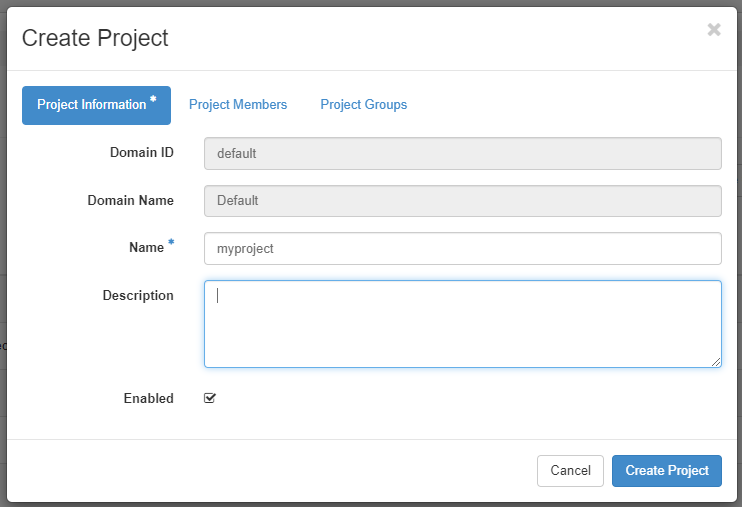 Create Project
×
Project Information *
Project Members
Project Groups
Domain ID
default
Domain Name
Default
Name *
myproject
Description
Enabled
Cancel
Create Project